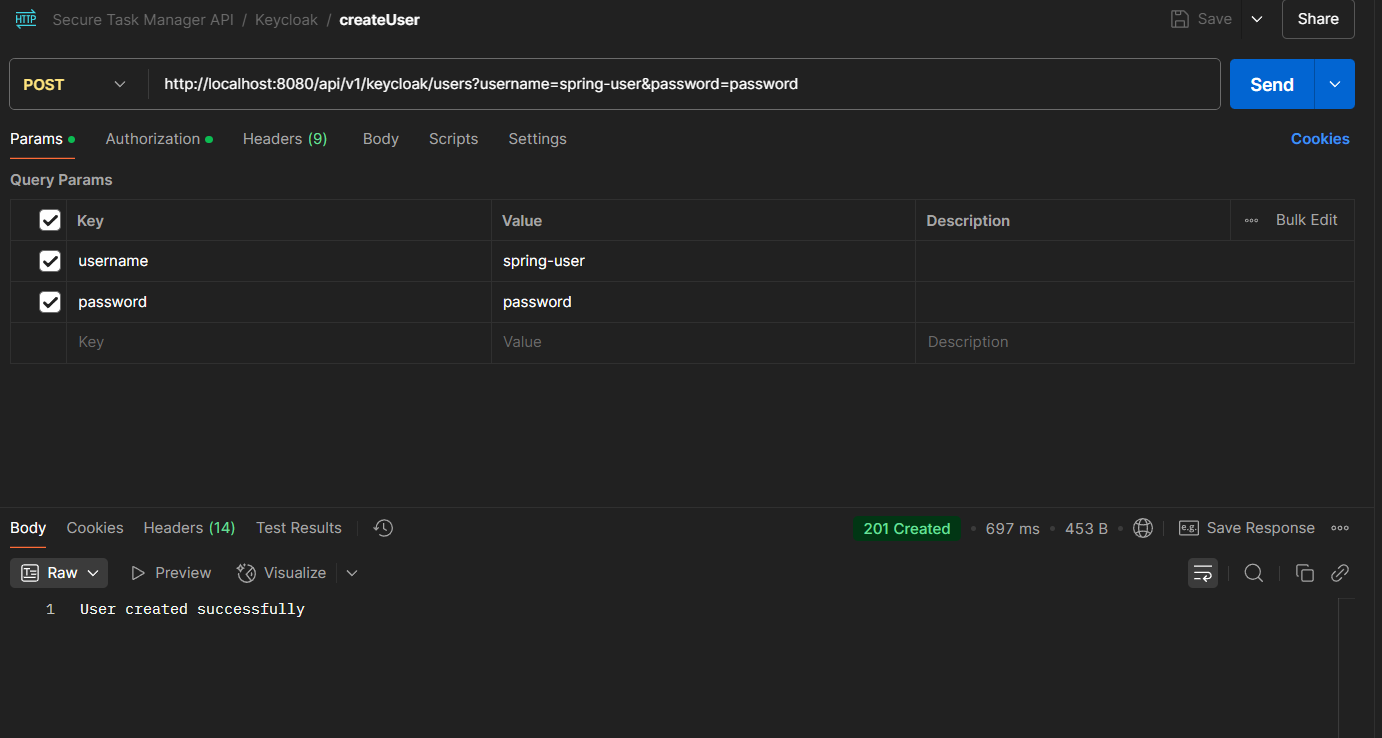 HTTP Secure Task Manager API / Keycloak / createUser Save Share
POST http://localhost:8080/api/v1/keycloak/users?username=spring-user&password=password Send
Params Authorization Headers (9) Body Scripts Settings Cookies
Query Params
Key Value Description Bulk Edit
username spring-user
password password
Key Value Description
Body Cookies Headers (14) Test Results 201 Created 697 ms 453 B e.g. Save Response
Raw Preview Visualize
1 User created successfully